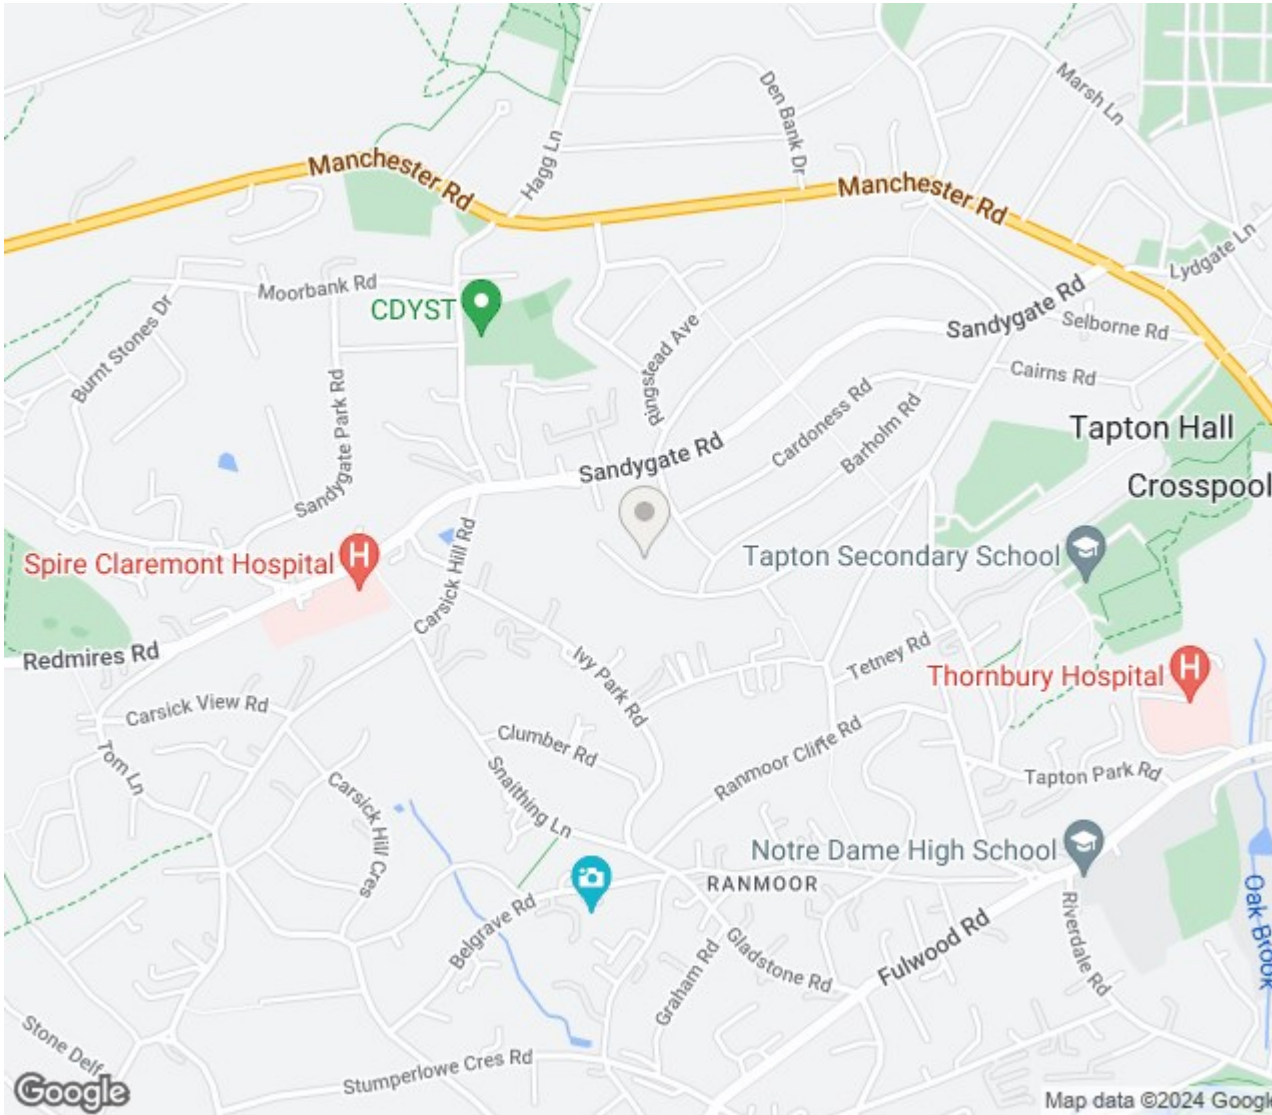 Marsh Ln
Den Bank Dr
Hagg Ln
Manchester Rd
Manchester Rd
Lydgate Ln
Moorbank Rd
CDYST
Burnt Stones Dr
Sandygate Rd
Selborne Rd
Ringstead Ave
Cairns Rd
Sandygate Park Rd
Cardoness Rd
Barholm Rd
Tapton Hall
Sandygate Rd
Crosspool
Spire Claremont Hospital
H
Tapton Secondary School
Carsick Hill Rd
Redmires Rd
Ivy Park Rd
Tetney Rd
Thornbury Hospital
H
Carsick View Rd
Clumber Rd
Ranmoor Cliffe Rd
Tom Ln
Snaithing Ln
Tapton Park Rd
Carsick Hill Cres
Notre Dame High School
RANMOOR
Belgrave Rd
Riverdale Rd
Oak Brook
Gladstone Rd
Fulwood Rd
Graham Rd
Stone Delf
Stumperlowe Cres Rd
Google
Map data ©2024 Google